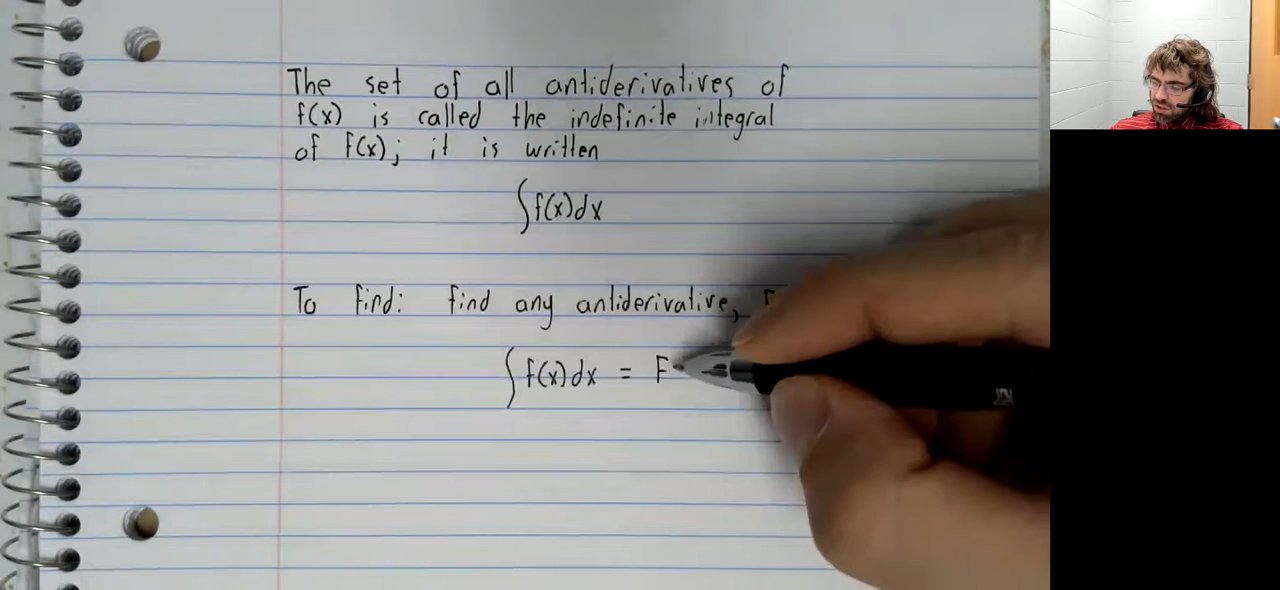 The set of all antiderivatives of
f(x) is called the indefinite integral
of f(x); it is written
∫f(x)dx
To find: find any antiderivative,
∫f(x)dx = F